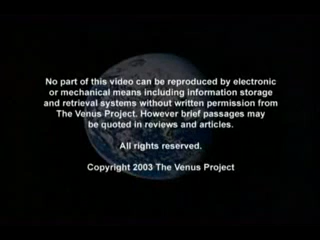 No part of this video can be reproduced by electronic
or mechanical means including information storage
and retrieval systems without written permission from
The Venus Project. However brief passages may
be quoted in reviews and articles.
All rights reserved.
Copyright 2003 The Venus Project